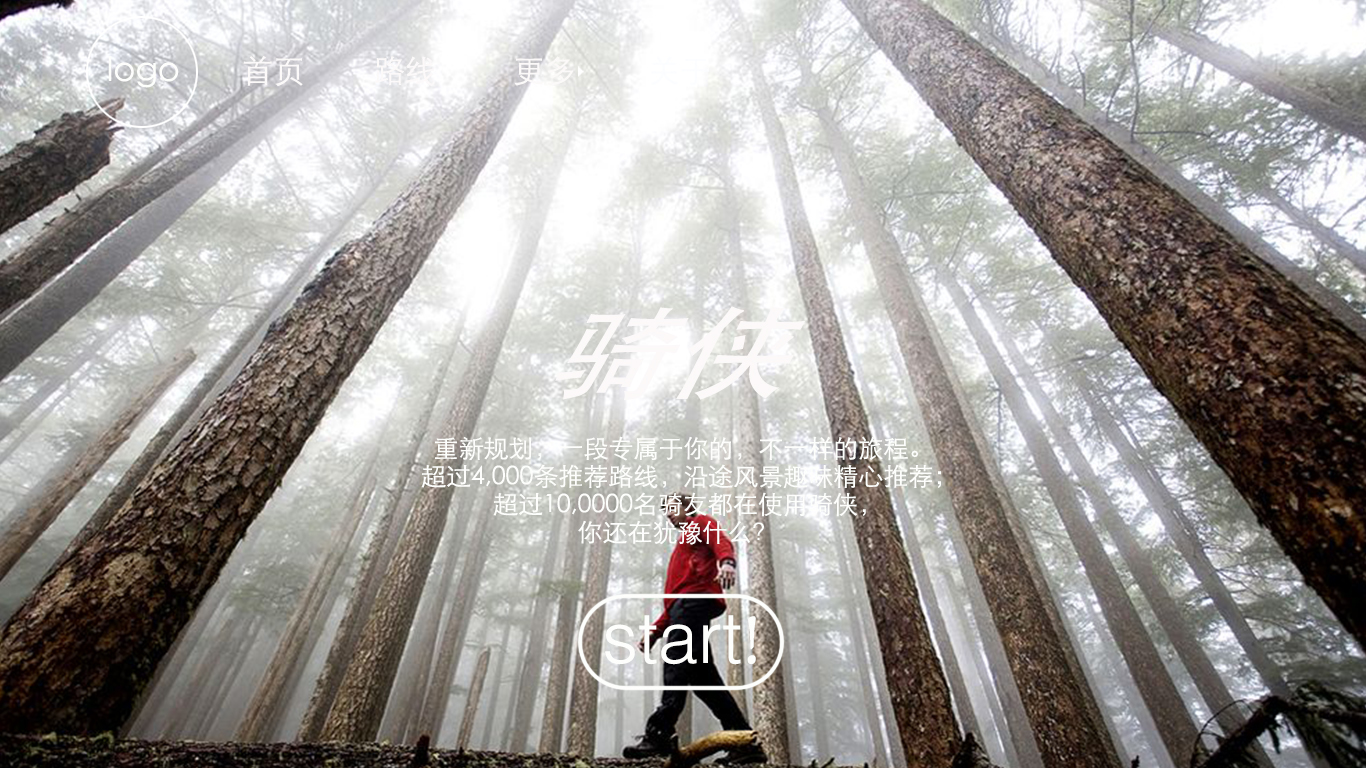 logo 首页 路线 更多
骑侠
重新规划，一段专属于你的，不一样的旅程。
超过4,000条推荐路线，沿途风景趣味精心推荐；
超过10,0000名骑友都在使用骑侠，
你还在犹豫什么？
start!